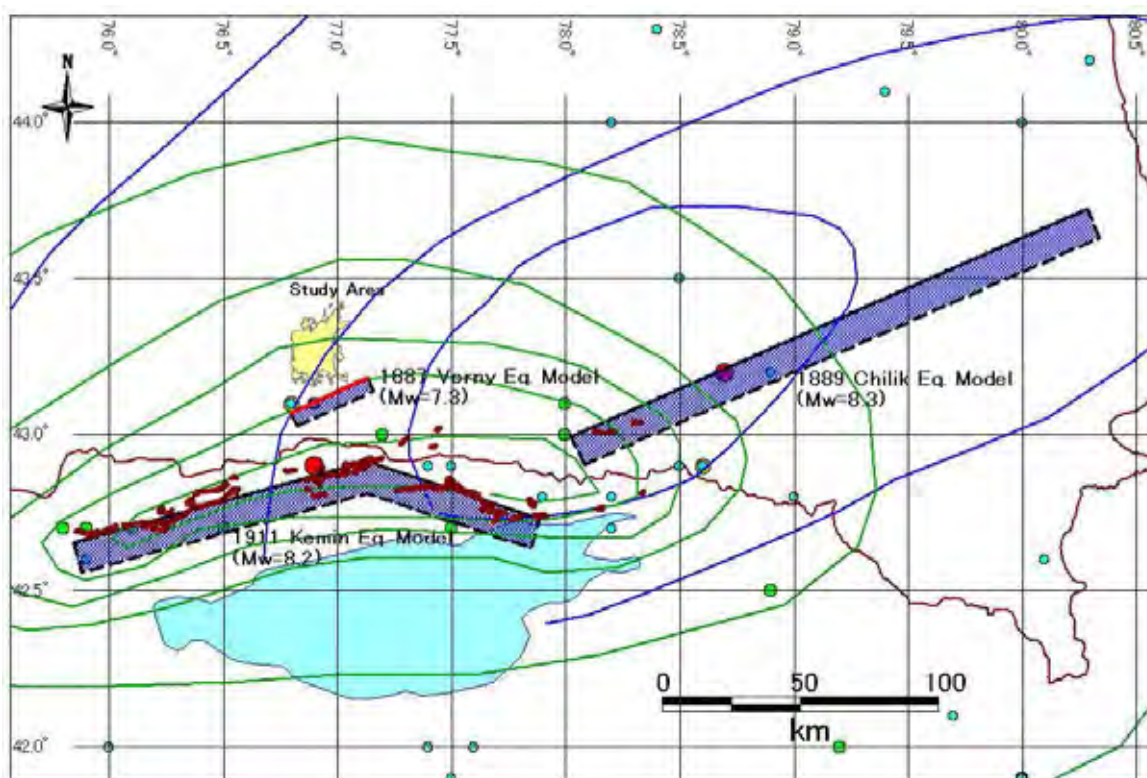 76.0°
76.5°
77.0°
77.5°
78.0°
78.5°
79.0°
79.5°
80.0°
80.5°
N
44.0°
43.5°
Study Area
1887 Verny Eq. Model
(Mw=7.3)
1889 Chilik Eq. Model
(Mw=8.3)
43.0°
1911 Kemin Eq. Model
(Mw=8.2)
42.5°
0 50 100
km
42.0°